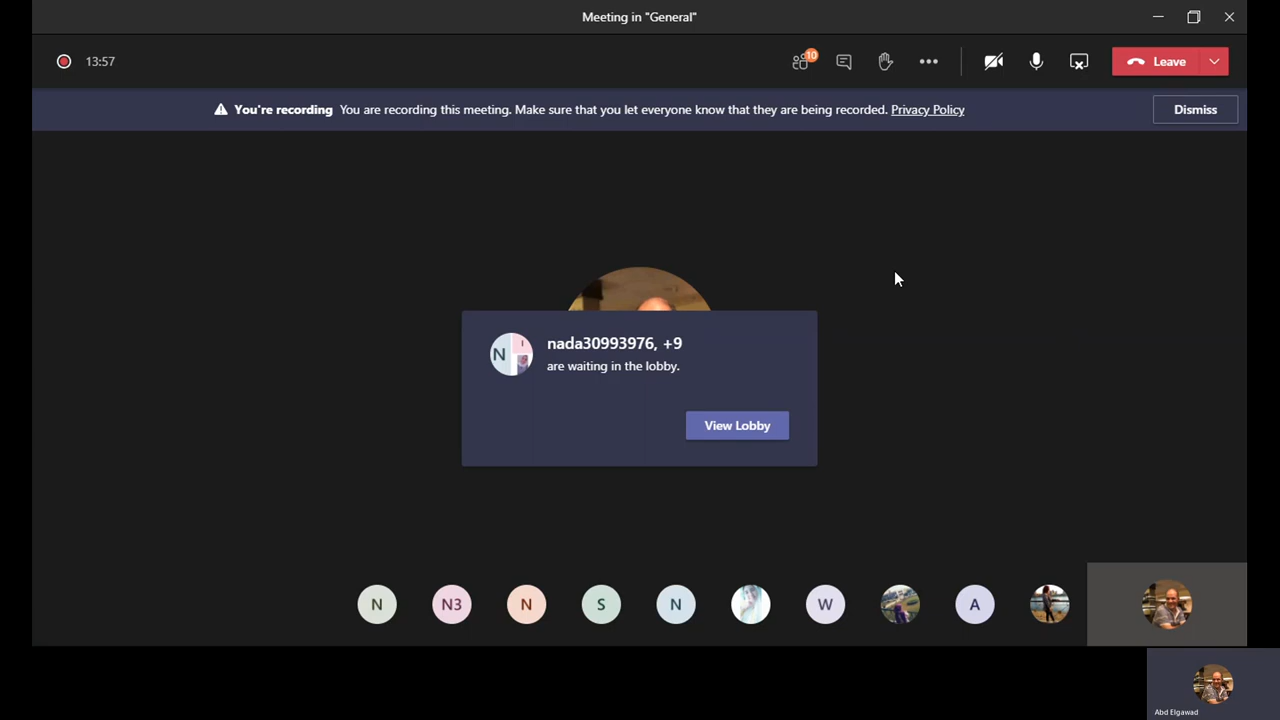 Meeting in "General"
13:57
10
Leave
You're recording You are recording this meeting. Make sure that you let everyone know that they are being recorded. Privacy Policy
Dismiss
N
I
nada30993976, +9
are waiting in the lobby.
View Lobby
N
N3
N
S
N
W
A
Abd Elgawad